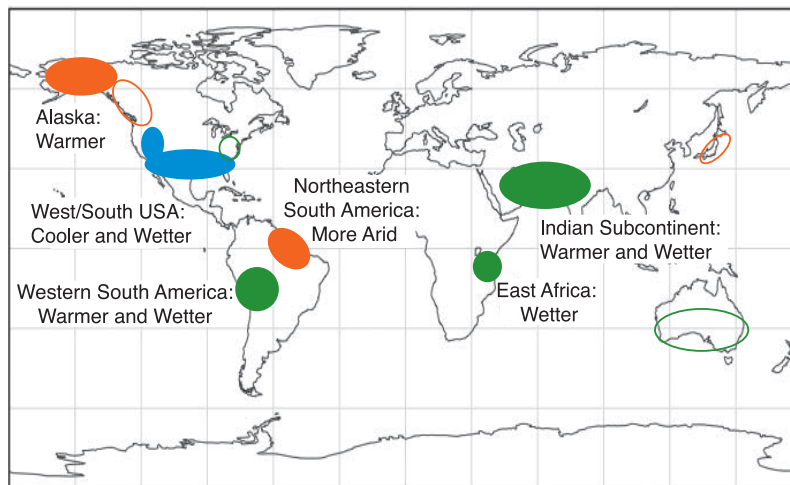 Alaska:
Warmer
West/South USA:
Cooler and Wetter
Northeastern
South America:
More Arid
Indian Subcontinent:
Warmer and Wetter
Western South America:
Warmer and Wetter
East Africa:
Wetter